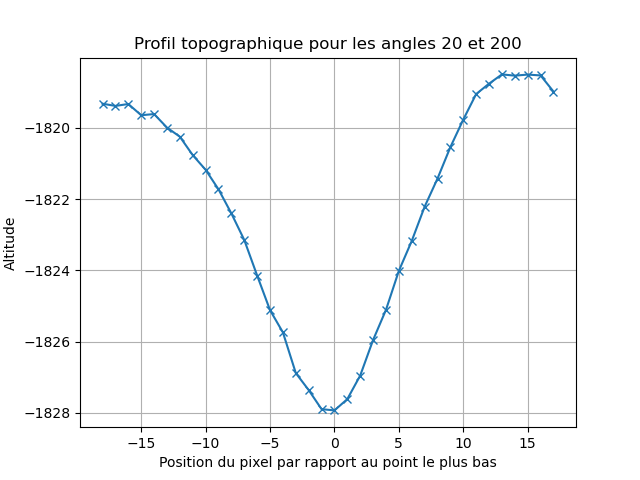 Profil topographique pour les angles 20 et 200
−1820
−1822
−1824
−1826
−1828
Altitude
−15 −10 −5 0 5 10 15
Position du pixel par rapport au point le plus bas